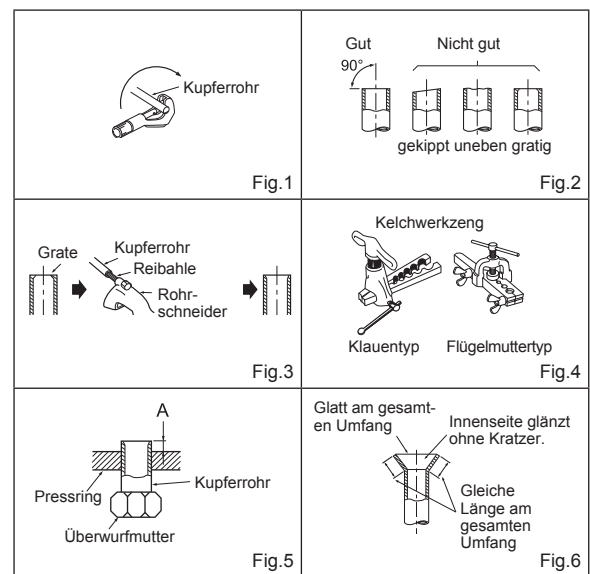 Kupferrohr
Fig.1
Gut
Nicht gut
90°
gekippt uneben gratig
Fig.2
Grate
Kupferrohr
Reibahle
Rohr-
schneider
Fig.3
Kelchwerkzeng
Klauentyp
Flügelmuttertyp
Fig.4
A
Kupferrohr
Pressring
Überwurfmutter
Fig.5
Glatt am gesamt-
en Umfang
Innenseite glänzt
ohne Kratzer.
Gleiche
Länge am
gesamten
Umfang
Fig.6